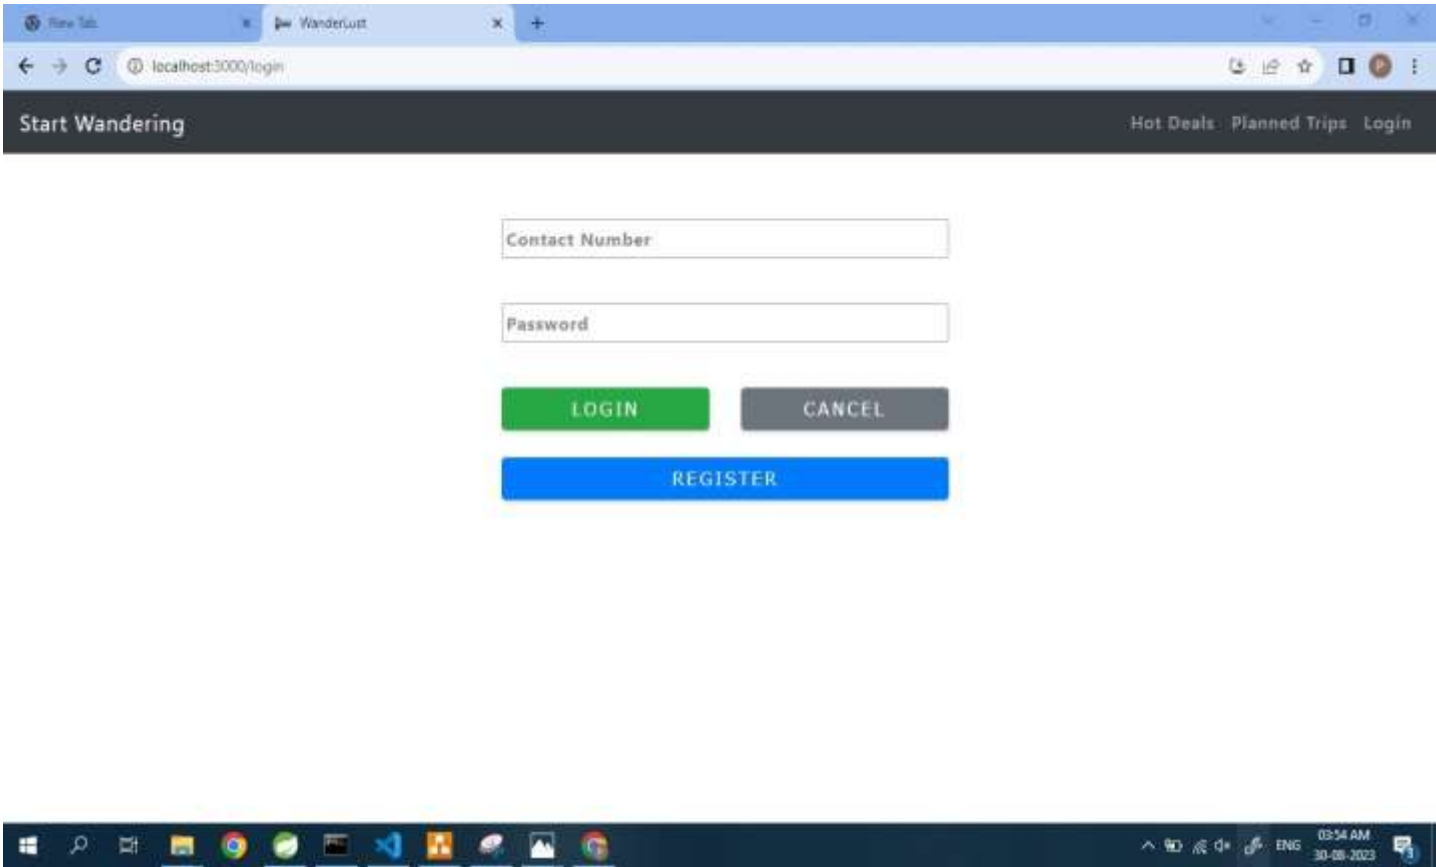 New Tab
WanderLust
localhost:3000/login
P
Start Wandering
Hot Deals Planned Trips Login
Contact Number
Password
LOGIN CANCEL
REGISTER
ENG
03:54 AM
30-08-2023